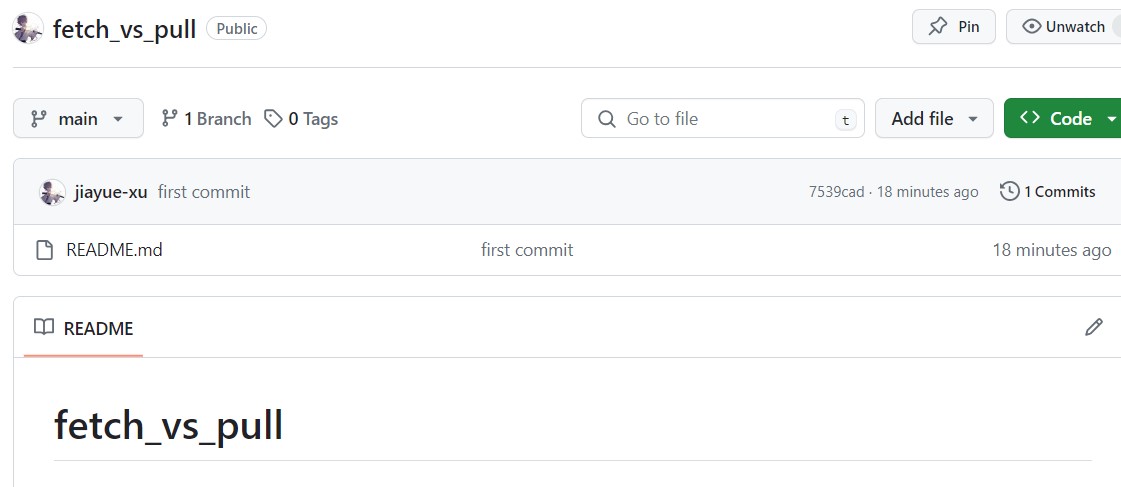 fetch_vs_pull Public Pin Unwatch
main 1 Branch 0 Tags Go to file t Add file Code
jiayue-xu first commit 7539cad · 18 minutes ago 1 Commits
README.md first commit 18 minutes ago
README
fetch_vs_pull